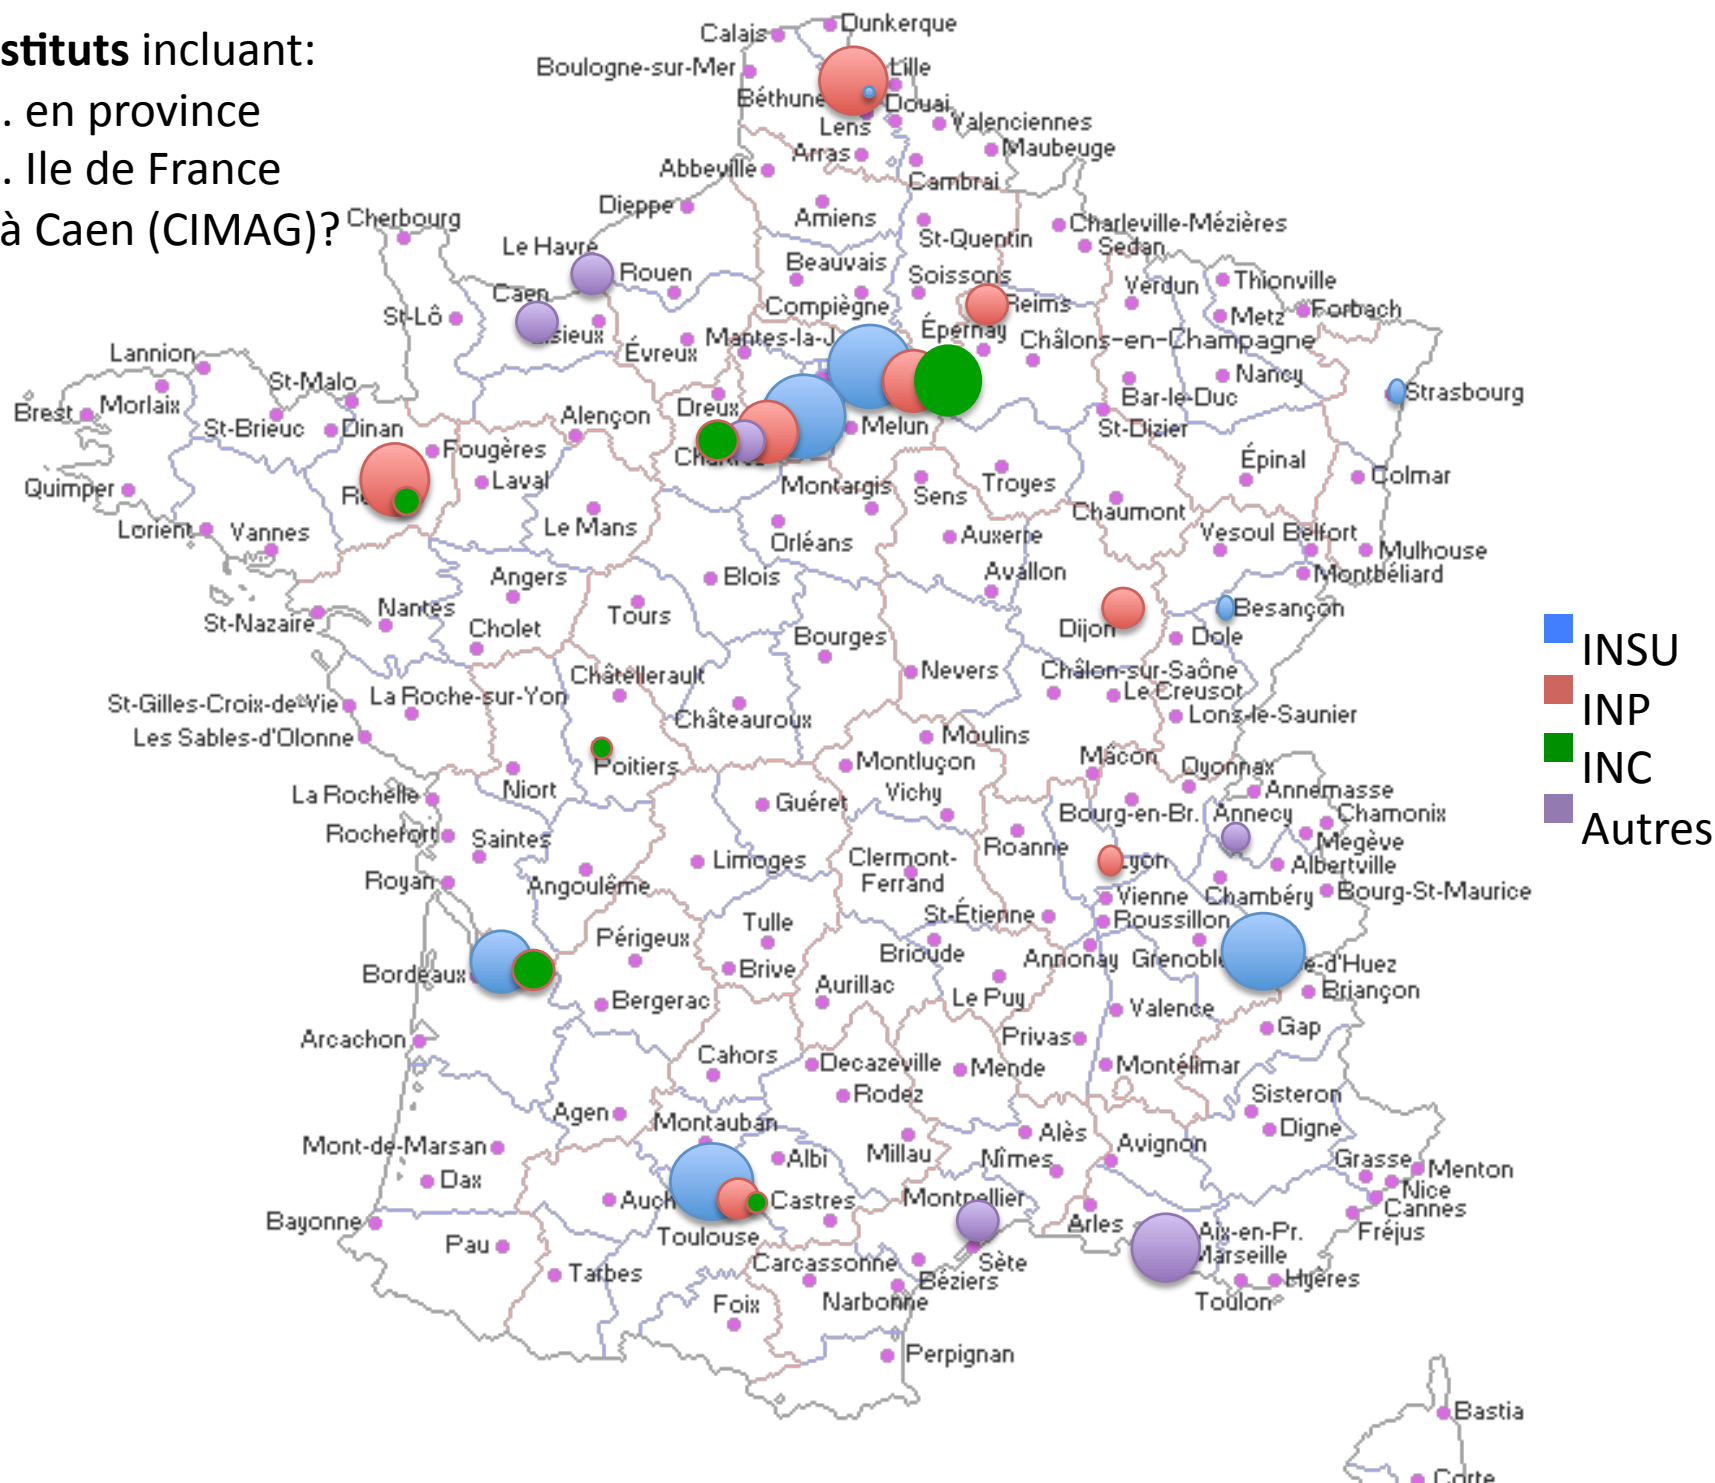 stituts incluant:
. en province
. Ile de France
à Caen (CIMAG)?
Dunkerque
Calais
Boulogne-sur-Mer
Lille
Béthune
Douai
Lens
Valenciennes
Arras
Maubeuge
Abbeville
Cambrai
Dieppe
Amiens
Cherbourg
St-Quentin
Charleville-Mézières
Sedan
Le Havre
Rouen
Beauvais
Soissons
Verdun
Thionville
Caen
Compiègne
Reims
Metz
Forbach
St-Lô
Évreux
Mantes-la-J
Épernay
Châlons-en-Champagne
Lannion
St-Malo
Nancy
Strasbourg
Brest
Morlaix
St-Brieuc
Dinan
Alençon
Dreux
Melun
Bar-le-Duc
St-Dizier
Fougères
Quimper
Laval
Montargis
Sens
Troyes
Épinal
Colmar
Lorient
Vannes
Le Mans
Orléans
Auxerre
Chaumont
Vesoul
Belfort
Mulhouse
Montbéliard
Angers
Blois
Avallon
St-Nazaire
Nantes
Cholet
Tours
Bourges
Dijon
Besançon
Dole
Châtellerault
Nevers
Châlon-sur-Saône
Le Creusot
St-Gilles-Croix-de-Vie
La Roche-sur-Yon
Châteauroux
Lons-le-Saunier
Les Sables-d'Olonne
Moulins
Poitiers
Montluçon
Mâcon
Oyonnax
La Rochelle
Niort
Guéret
Vichy
Bourg-en-Br.
Annecy
Annemasse
Chamonix
Rochefort
Saintes
Roanne
Megève
Royan
Angoulême
Limoges
Clermont-
Ferrand
Lyon
Albertville
Vienne
Chambéry
Bourg-St-Maurice
St-Étienne
Roussillon
Périgeux
Tulle
Brioude
Annonay
Bordeaux
Brive
e-d'Huez
Bergerac
Aurillac
Le Puy
Valence
Briançon
Arcachon
Privas
Gap
Cahors
Decazeville
Mende
Montélimar
Rodez
Sisteron
Agen
Montauban
Mont-de-Marsan
Albi
Millau
Alès
Avignon
Digne
Dax
Nîmes
Grasse
Menton
Auch
Castres
Montpellier
Nice
Cannes
Bayonne
Toulouse
Arles
Aix-en-Pr.
Fréjus
Pau
Marseille
Tarbes
Carcassonne
Sète
Béziers
Hyères
Foix
Narbonne
Toulon
Perpignan
Bastia
Corte
INSU
INP
INC
Autres